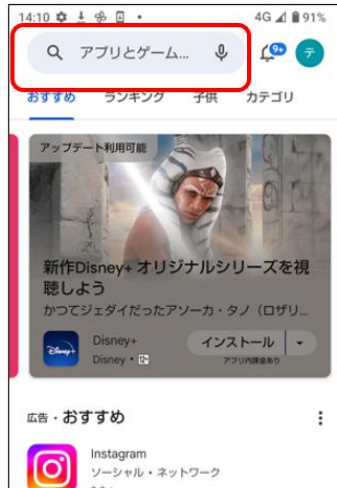 14:10
4G 91%
アプリとゲーム...
9+
テ
おすすめ ランキング 子供 カテゴリ
アップデート利用可能
新作Disney+ オリジナルシリーズを視
聴しよう
かつてジェダイだったアソーカ・タノ（ロザリ...
Disney+
Disney+
インストール
Disney • 12+
アプリ内課金あり
広告・おすすめ
Instagram
ソーシャル・ネットワーク